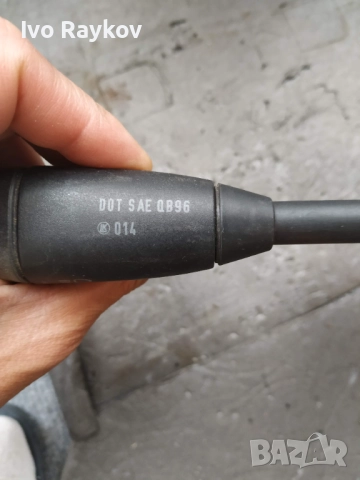 Ivo Raykov
DOT SAE QB96
014
BAZAR